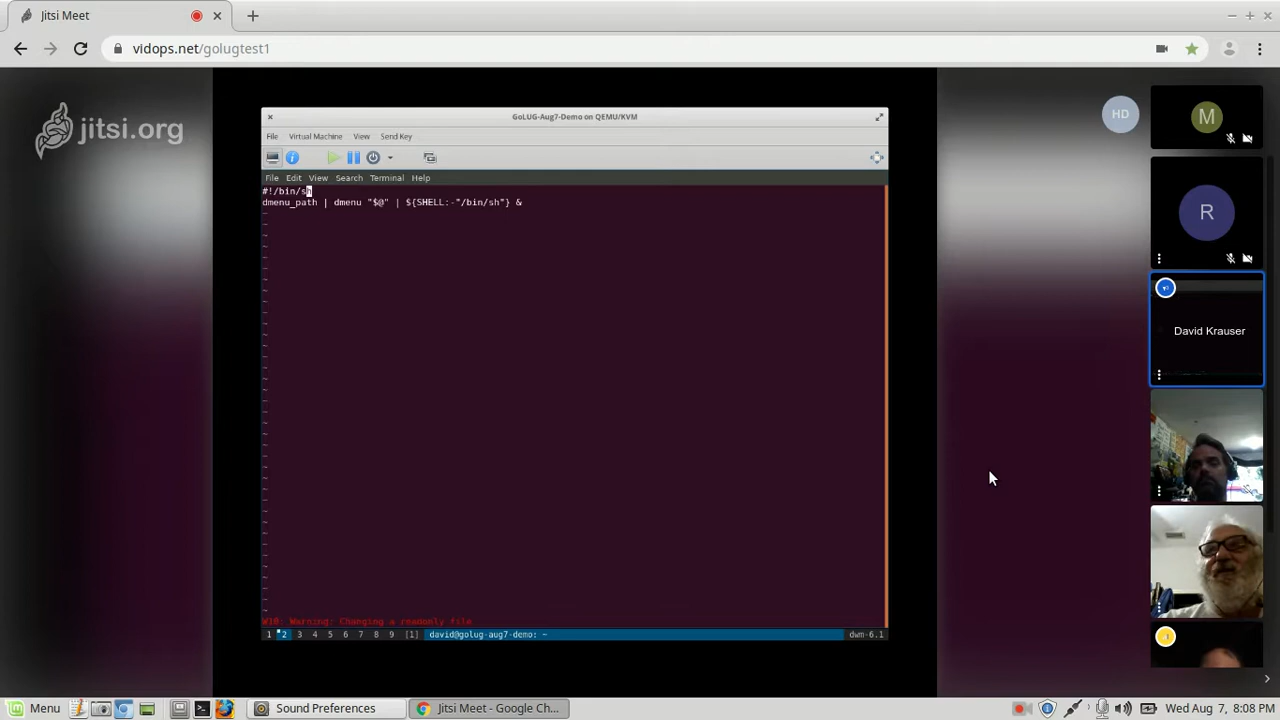 Jitsi Meet
vidops.net/golugtest1
jitsi.org
HD
M
GoLUG-Aug7-Demo on QEMU/KVM
File Virtual Machine View Send Key
File Edit View Search Terminal Help
#!/bin/sh
dmenu_path | dmenu "$@" | ${SHELL:-"/bin/sh"} &
R
David Krauser
W10: Warning: Changing a readonly file
1 2 3 4 5 6 7 8 9 [1] david@golug-aug7-demo: ~ dwm-6.1
Menu Sound Preferences Jitsi Meet - Google Ch... Wed Aug 7, 8:08 PM